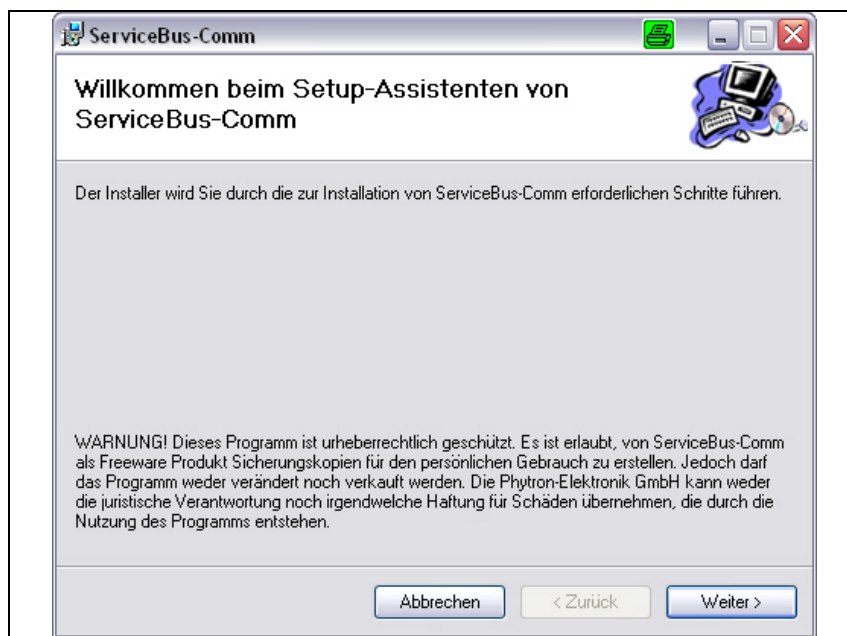 ServiceBus-Comm
Willkommen beim Setup-Assistenten von
ServiceBus-Comm
Der Installer wird Sie durch die zur Installation von ServiceBus-Comm erforderlichen Schritte führen.
WARNUNG! Dieses Programm ist urheberrechtlich geschützt. Es ist erlaubt, von ServiceBus-Comm
als Freeware Produkt Sicherungskopien für den persönlichen Gebrauch zu erstellen. Jedoch darf
das Programm weder verändert noch verkauft werden. Die Phytron-Elektronik GmbH kann weder
die juristische Verantwortung noch irgendwelche Haftung für Schäden übernehmen, die durch die
Nutzung des Programms entstehen.
Abbrechen < Zurück Weiter >